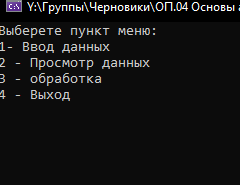 Y:\Группы\Черновики\ОП.04 Основы а
Выберете пункт меню:
1- Ввод данных
2 - Просмотр данных
3 - обработка
4 - Выход